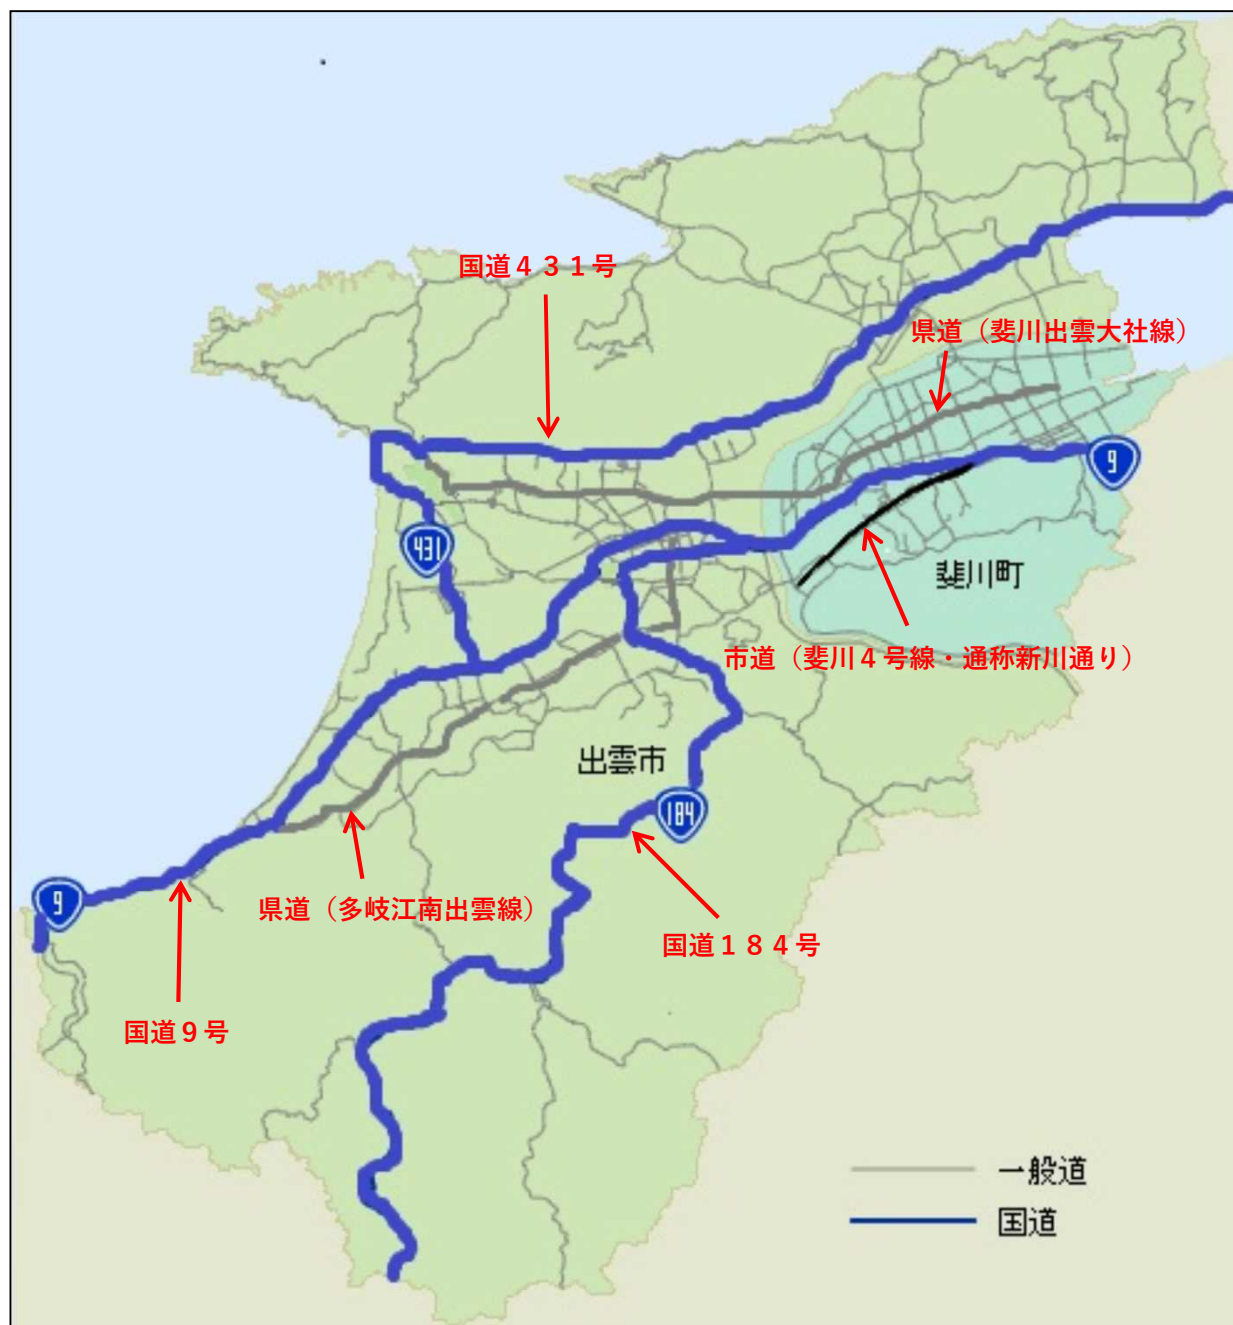 国道４３１号
県道（斐川出雲大社線）
9
431
斐川町
市道（斐川４号線・通称新川通り）
出雲市
184
9
県道（多岐江南出雲線）
国道１８４号
国道９号
一般道
国道